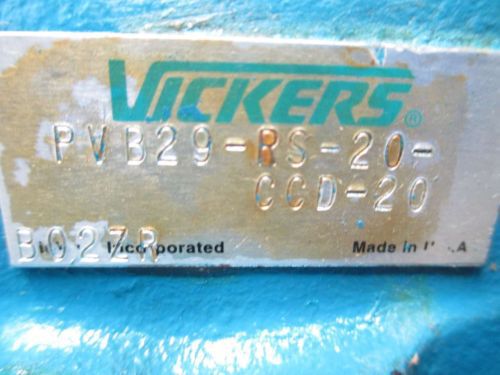 VICKERS®
PVB29-RS-20-
CCD-20
B02ZR Incorporated Made in U.S.A